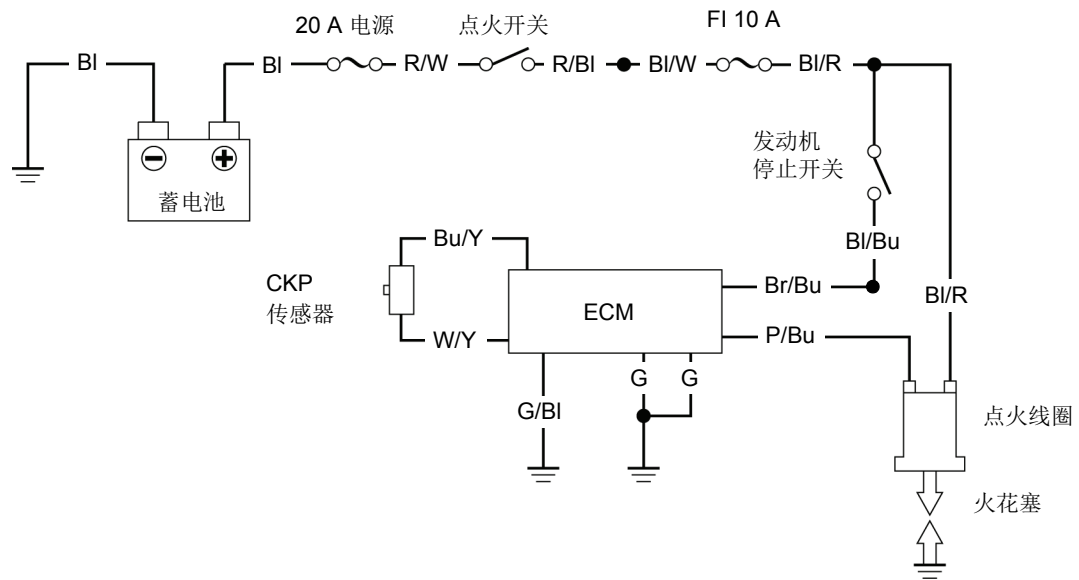 20 A 电源
点火开关
FI 10 A
Bl
Bl
R/W
R/Bl
Bl/W
Bl/R
蓄电池
发动机
停止开关
Bl/Bu
Bu/Y
CKP
传感器
W/Y
ECM
Br/Bu
Bl/R
P/Bu
G/Bl
G
G
点火线圈
火花塞